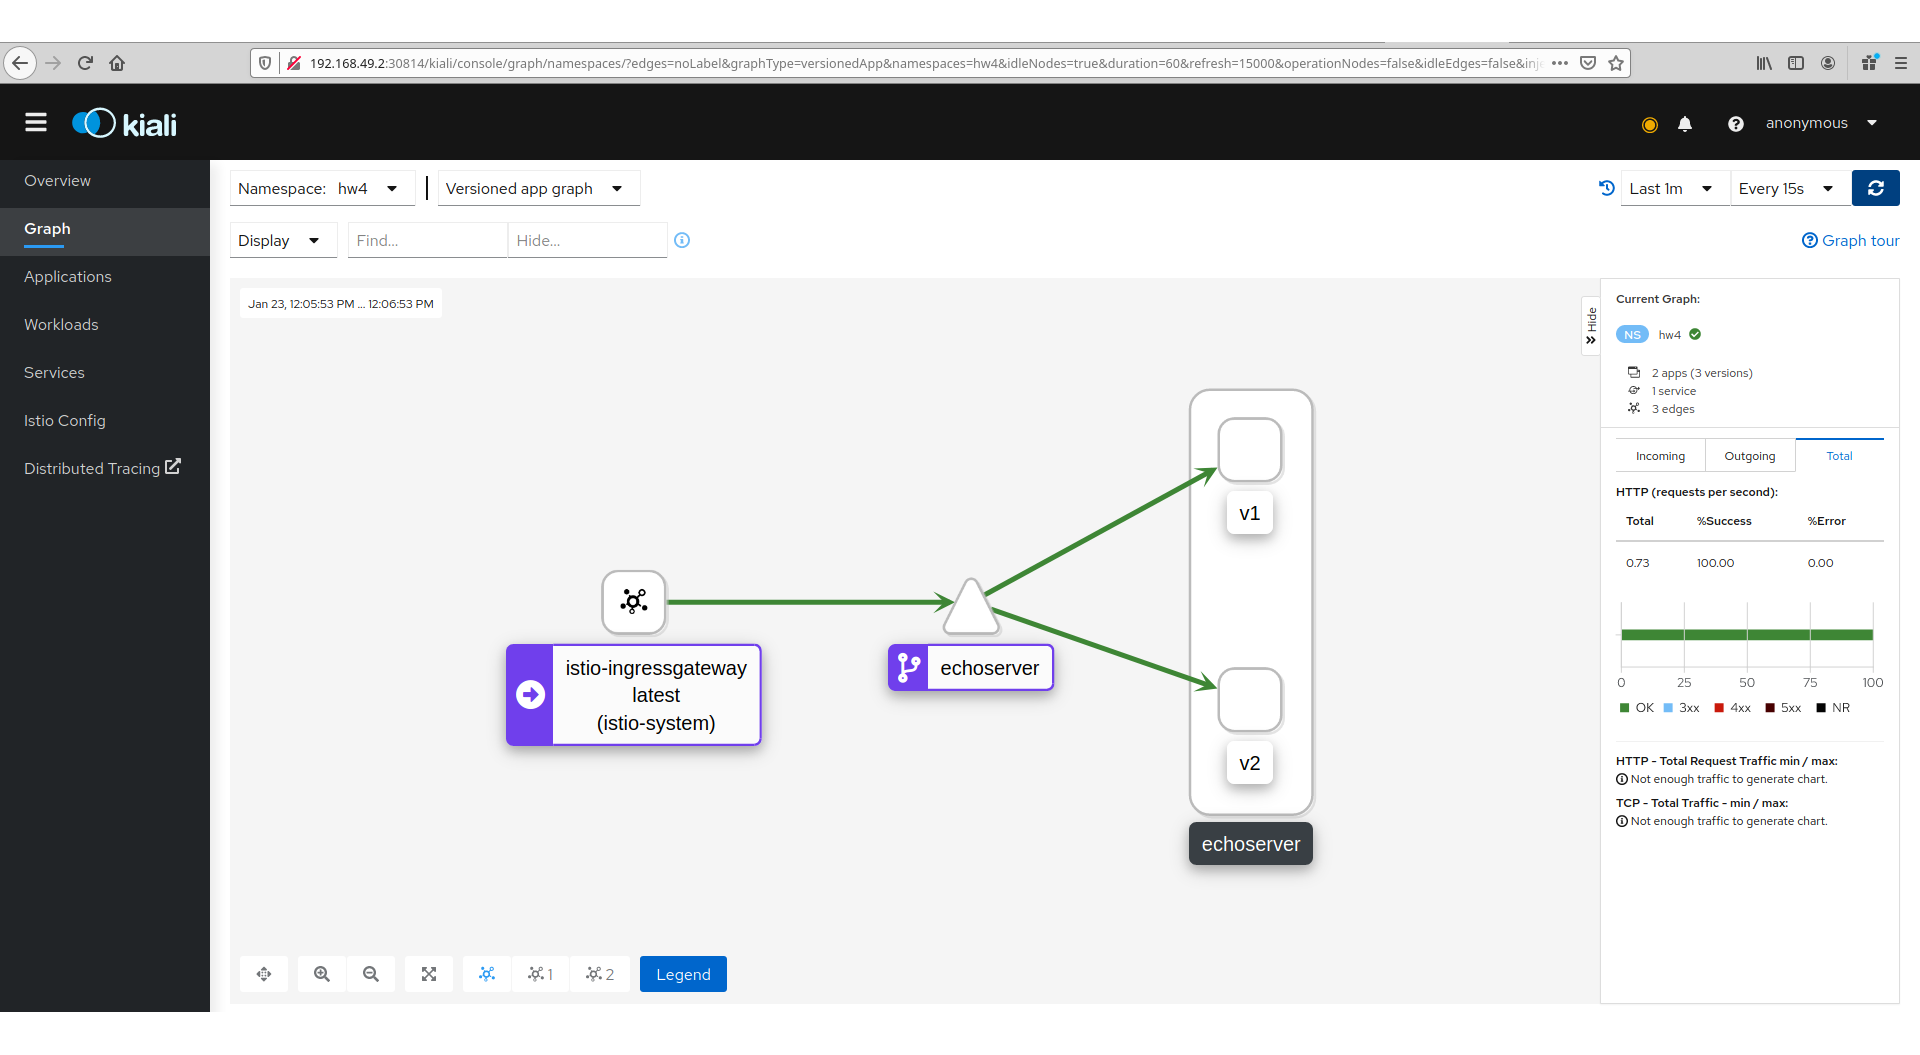 192.168.49.2:30814/kiali/console/graph/namespaces/?edges=noLabel&graphType=versionedApp&namespaces=hw4&idleNodes=true&duration=60&refresh=15000&operationNodes=false&idleEdges=false&inj
kiali
anonymous
Overview
Graph
Applications
Workloads
Services
Istio Config
Distributed Tracing
Namespace: hw4
Versioned app graph
Last 1m
Every 15s
Display
Find...
Hide...
Graph tour
Jan 23, 12:05:53 PM ... 12:06:53 PM
Hide
v1
v2
echoserver
istio-ingressgateway
latest
(istio-system)
echoserver
1
2
Legend
Current Graph:
NS hw4
2 apps (3 versions)
1 service
3 edges
Incoming Outgoing Total
HTTP (requests per second):
Total %Success %Error
0.73 100.00 0.00
0 25 50 75 100
OK 3xx 4xx 5xx NR
HTTP - Total Request Traffic min / max:
Not enough traffic to generate chart.
TCP - Total Traffic - min / max:
Not enough traffic to generate chart.